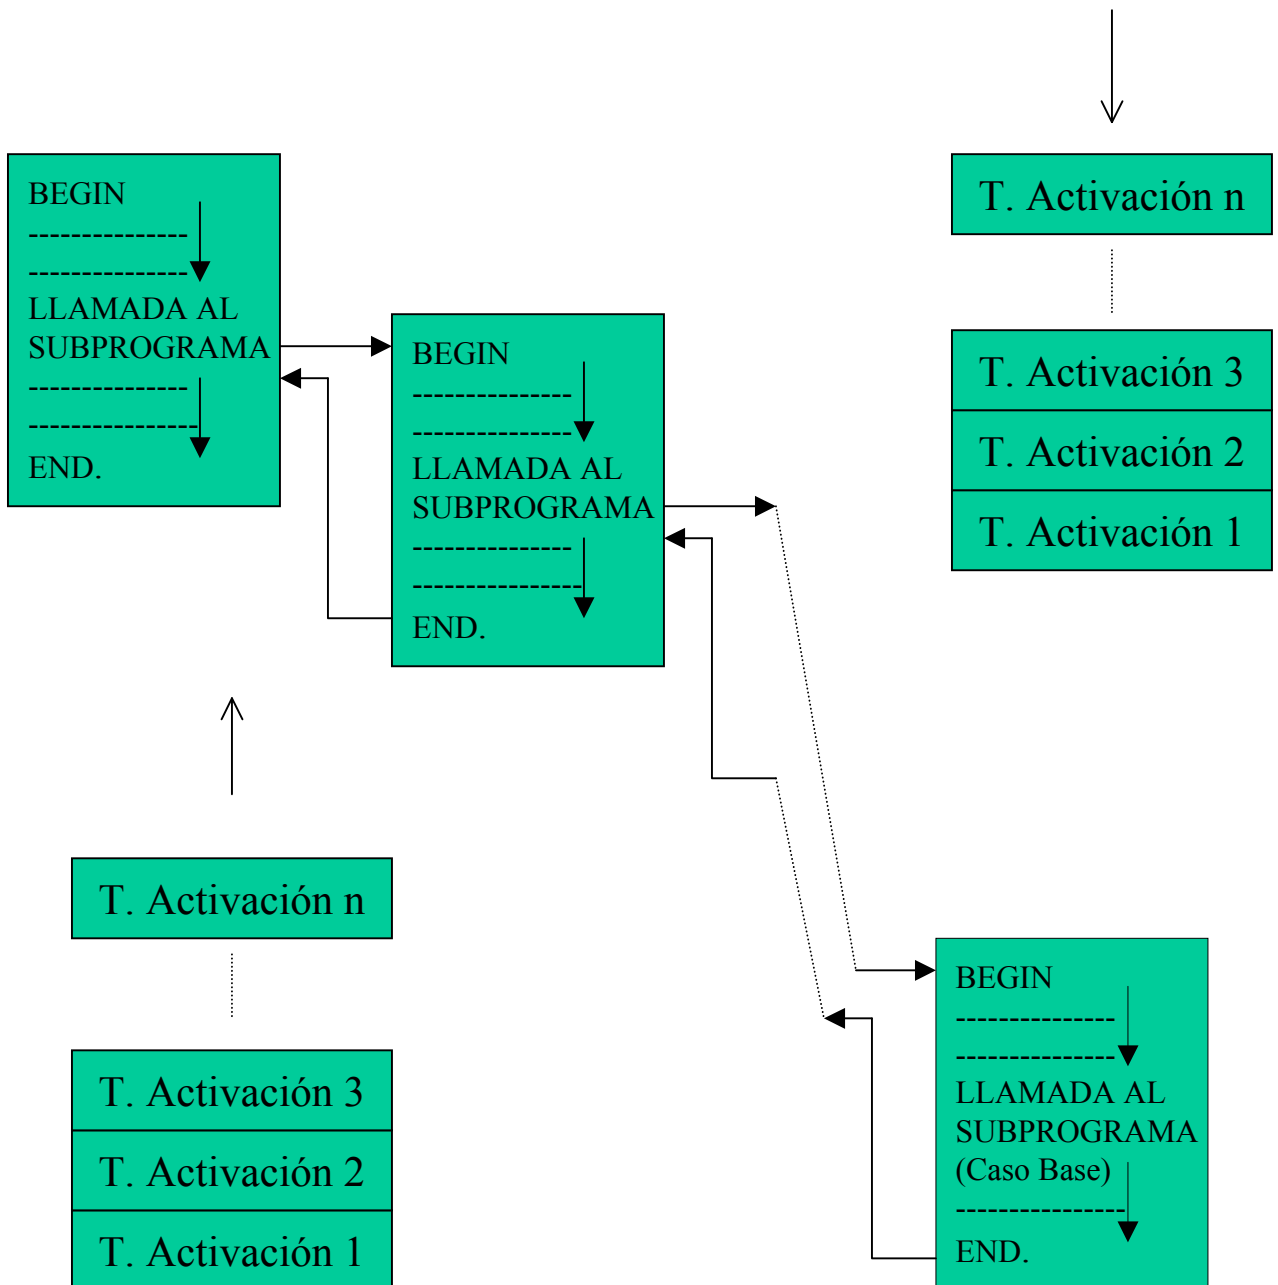 BEGIN
---------------
---------------
LLAMADA AL
SUBPROGRAMA
---------------
----------------
END.
T. Activación n
T. Activación 3
T. Activación 2
T. Activación 1
BEGIN
---------------
---------------
LLAMADA AL
SUBPROGRAMA
---------------
----------------
END.
T. Activación n
T. Activación 3
T. Activación 2
T. Activación 1
BEGIN
---------------
---------------
LLAMADA AL
SUBPROGRAMA
(Caso Base)
----------------
END.